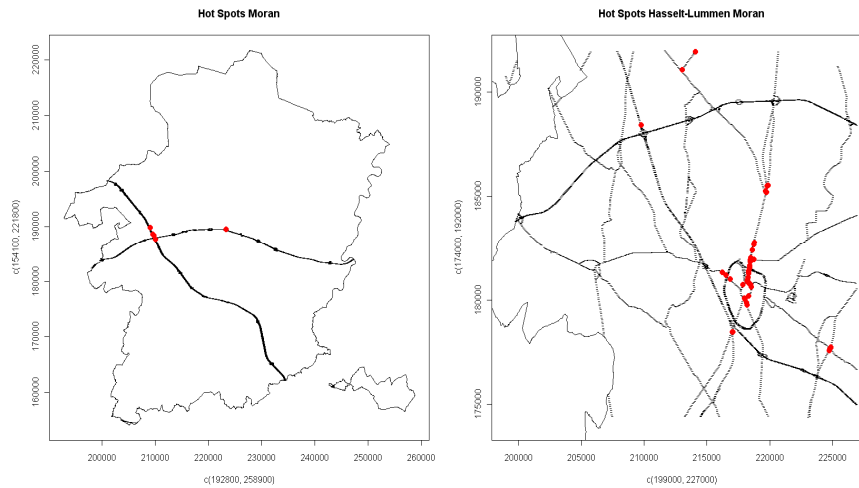 Hot Spots Moran
c(154100, 221800)
220000
210000
200000
190000
180000
170000
160000
200000 210000 220000 230000 240000 250000 260000
c(192800, 258900)
Hot Spots Hasselt-Lummen Moran
c(174000, 192000)
190000
185000
180000
175000
200000 205000 210000 215000 220000 225000
c(199000, 227000)